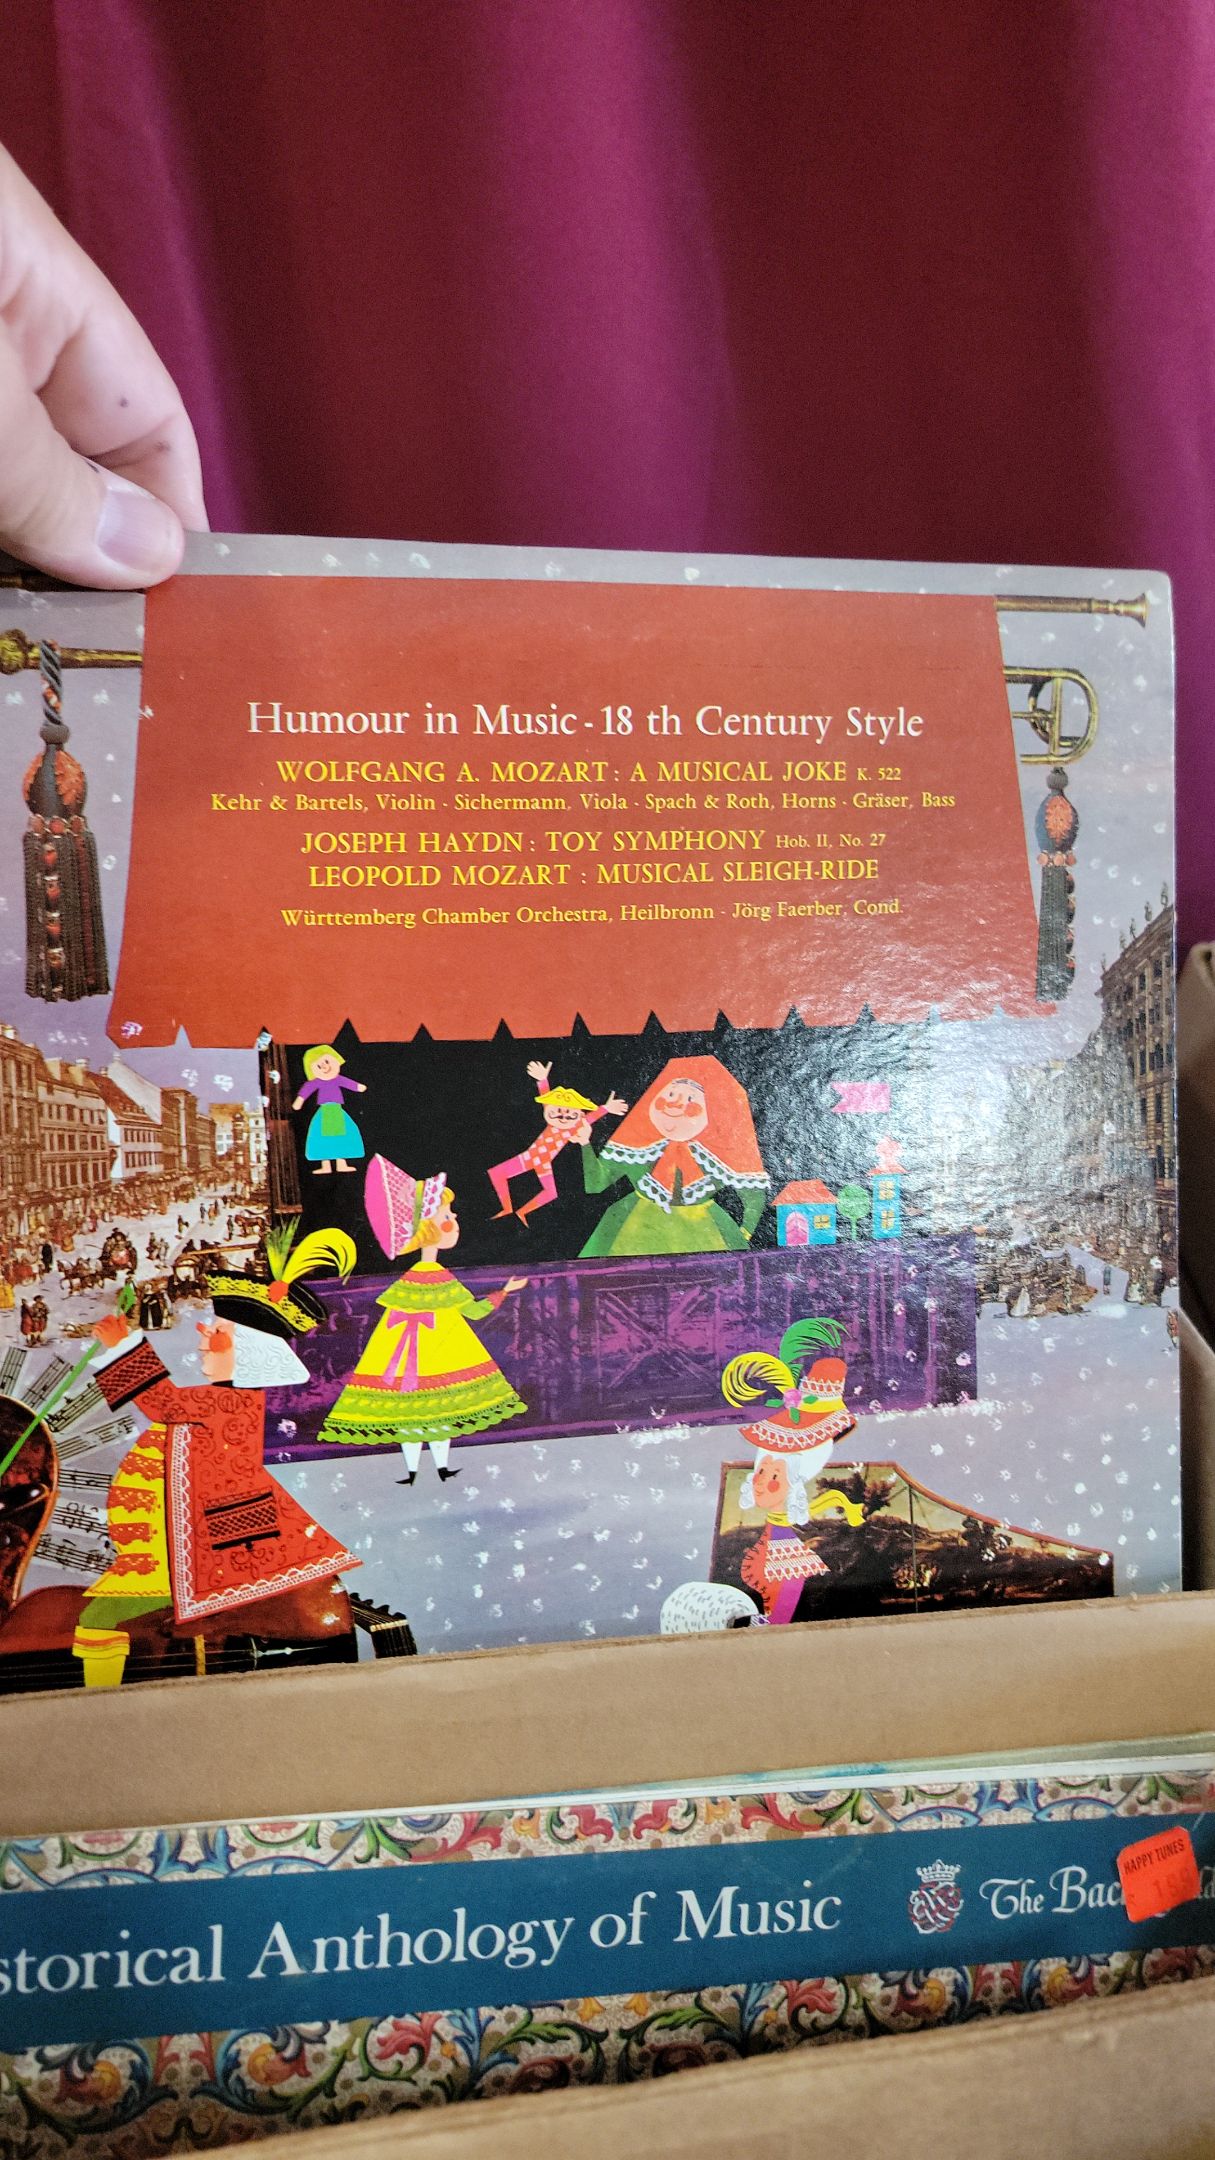 Humour in Music - 18 th Century Style
WOLFGANG A. MOZART : A MUSICAL JOKE K. 522
Kehr & Bartels, Violin · Sichermann, Viola · Spach & Roth, Horns · Gräser, Bass
JOSEPH HAYDN : TOY SYMPHONY Hob. II, No. 27
LEOPOLD MOZART : MUSICAL SLEIGH-RIDE
Württemberg Chamber Orchestra, Heilbronn · Jörg Faerber, Cond.
storical Anthology of Music
The Bac
HAPPY TUNES